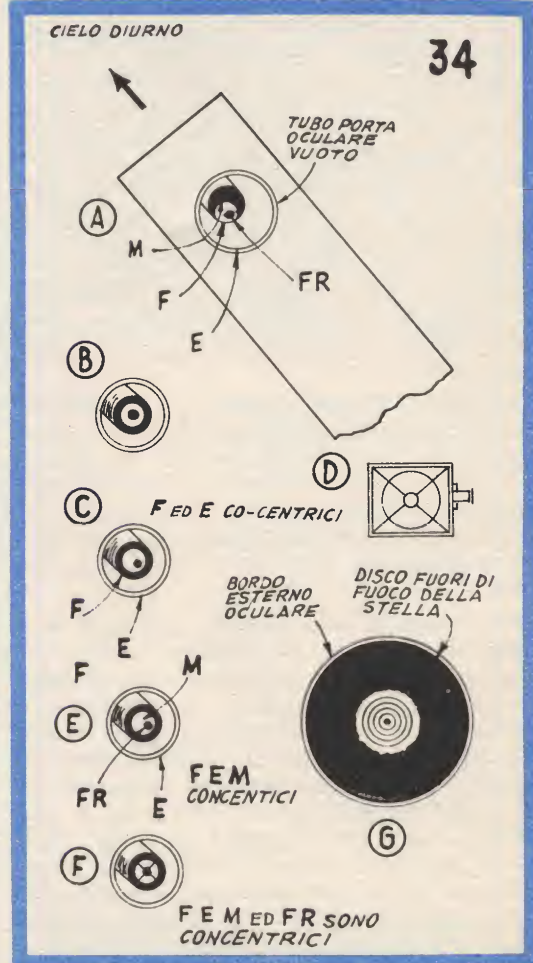 CIELO DIURNO
34
TUBO PORTA
OCULARE
VUOTO
A
M
F
FR
E
B
D
C
F ED E CO-CENTRICI
F
E
BORDO
ESTERNO
OCULARE
DISCO FUORI DI
FUOCO DELLA
STELLA
F
M
E
FR
E
F E M
CONCENTICI
G
F
F E M ED FR SONO
CONCENTRICI